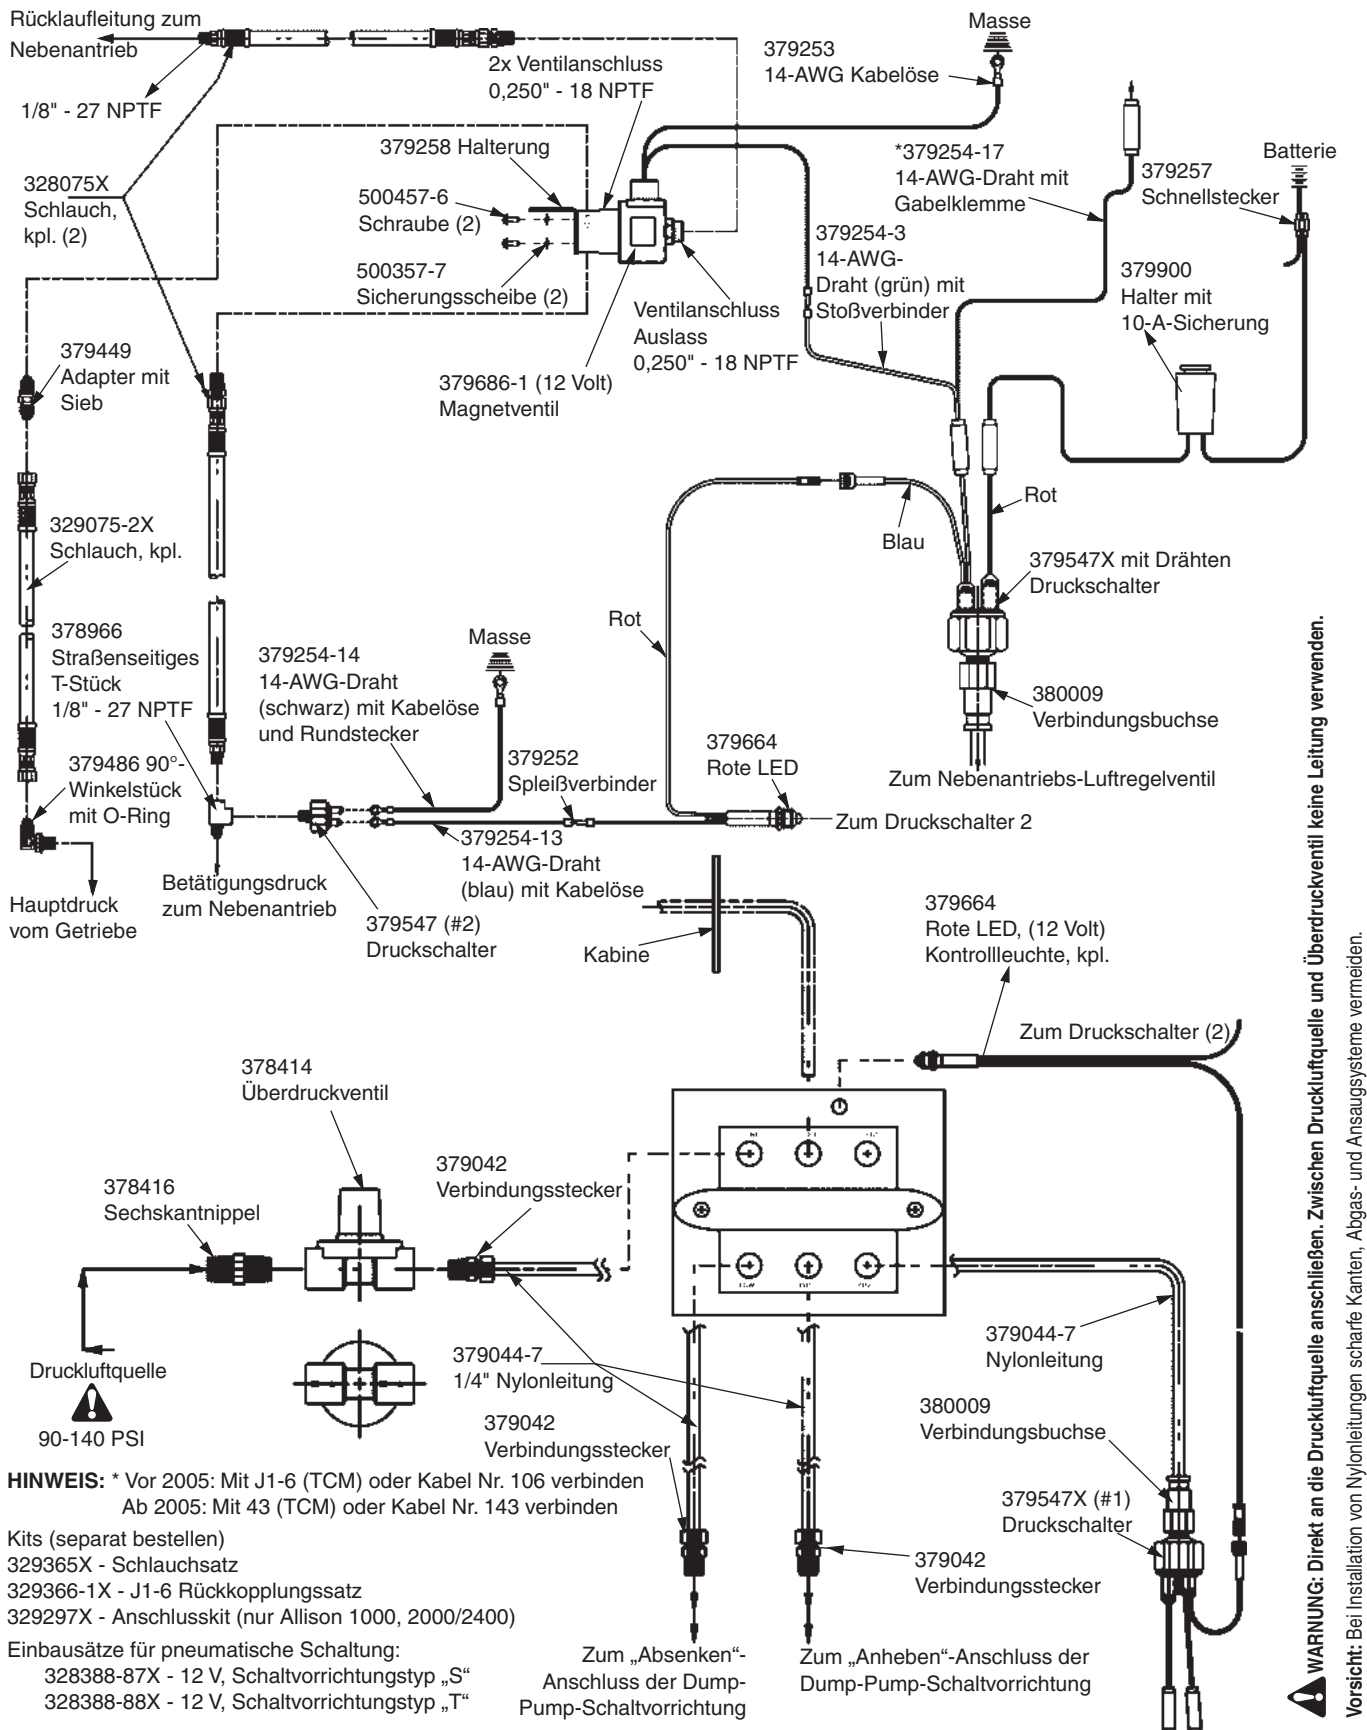 Rücklaufleitung zum
Nebenantrieb
1/8" - 27 NPTF
2x Ventilanschluss
0,250" - 18 NPTF
379253
14-AWG Kabelöse
Masse
328075X
Schlauch,
kpl. (2)
379258 Halterung
500457-6
Schraube (2)
500357-7
Sicherungsscheibe (2)
*379254-17
14-AWG-Draht mit
Gabelklemme
379257
Schnellstecker
Batterie
379254-3
14-AWG-
Draht (grün) mit
Stoßverbinder
379900
Halter mit
10-A-Sicherung
Ventilanschluss
Auslass
0,250" - 18 NPTF
379449
Adapter mit
Sieb
379686-1 (12 Volt)
Magnetventil
329075-2X
Schlauch, kpl.
Rot
Blau
379547X mit Drähten
Druckschalter
378966
Straßenseitiges
T-Stück
1/8" - 27 NPTF
379254-14
14-AWG-Draht
(schwarz) mit Kabelöse
und Rundstecker
Masse
Rot
380009
Verbindungsbuchse
379486 90°-
Winkelstück
mit O-Ring
379252
Spleißverbinder
379664
Rote LED
Zum Nebenantriebs-Luftregelventil
Zum Druckschalter 2
379254-13
14-AWG-Draht
(blau) mit Kabelöse
Betätigungsdruck
zum Nebenantrieb
Hauptdruck
vom Getriebe
379547 (#2)
Druckschalter
Kabine
379664
Rote LED, (12 Volt)
Kontrollleuchte, kpl.
Zum Druckschalter (2)
378414
Überdruckventil
379042
Verbindungsstecker
378416
Sechskantnippel
Druckluftquelle
90-140 PSI
379044-7
1/4" Nylonleitung
379042
Verbindungsstecker
379044-7
Nylonleitung
380009
Verbindungsbuchse
379547X (#1)
Druckschalter
379042
Verbindungsstecker
HINWEIS: * Vor 2005: Mit J1-6 (TCM) oder Kabel Nr. 106 verbinden
Ab 2005: Mit 43 (TCM) oder Kabel Nr. 143 verbinden
Kits (separat bestellen)
329365X - Schlauchsatz
329366-1X - J1-6 Rückkopplungssatz
329297X - Anschlusskit (nur Allison 1000, 2000/2400)
Einbausätze für pneumatische Schaltung:
328388-87X - 12 V, Schaltvorrichtungstyp „S“
328388-88X - 12 V, Schaltvorrichtungstyp „T“
Zum „Absenken“-
Anschluss der Dump-
Pump-Schaltvorrichtung
Zum „Anheben“-Anschluss der
Dump-Pump-Schaltvorrichtung
WARNUNG: Direkt an die Druckluftquelle anschließen. Zwischen Druckluftquelle und Überdruckventil keine Leitung verwenden.
Vorsicht: Bei Installation von Nylonleitungen scharfe Kanten, Abgas- und Ansaugsysteme vermeiden.